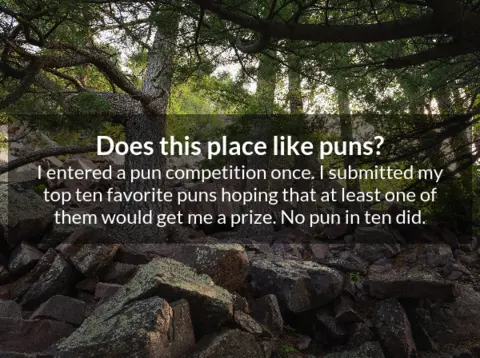 Does this place like puns?
I entered a pun competition once. I submitted my
top ten favorite puns hoping that at least one of
them would get me a prize. No pun in ten did.